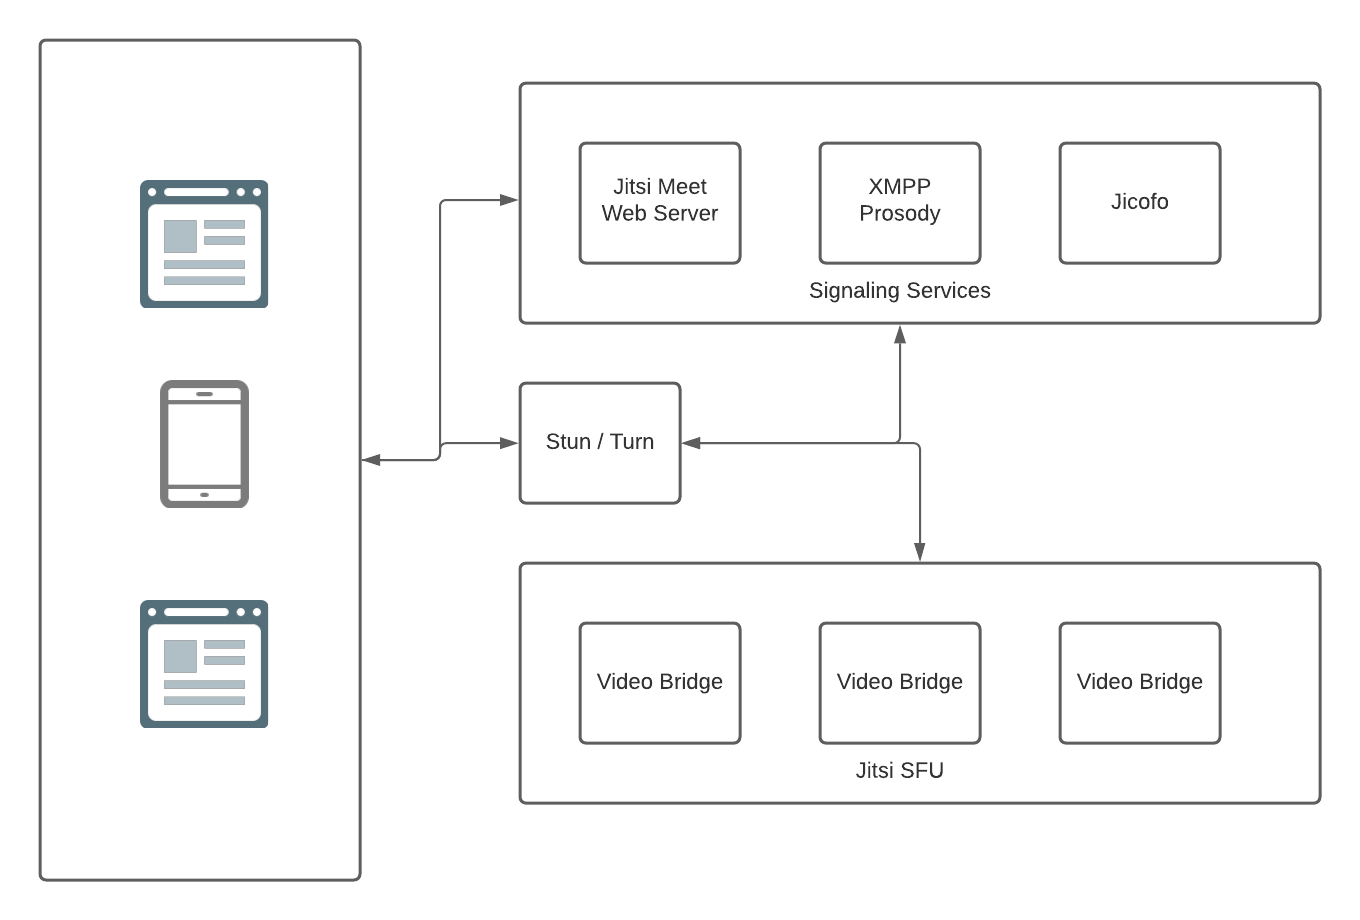 Jitsi Meet
Web Server
XMPP
Prosody
Jicofo
Signaling Services
Stun / Turn
Video Bridge
Video Bridge
Video Bridge
Jitsi SFU